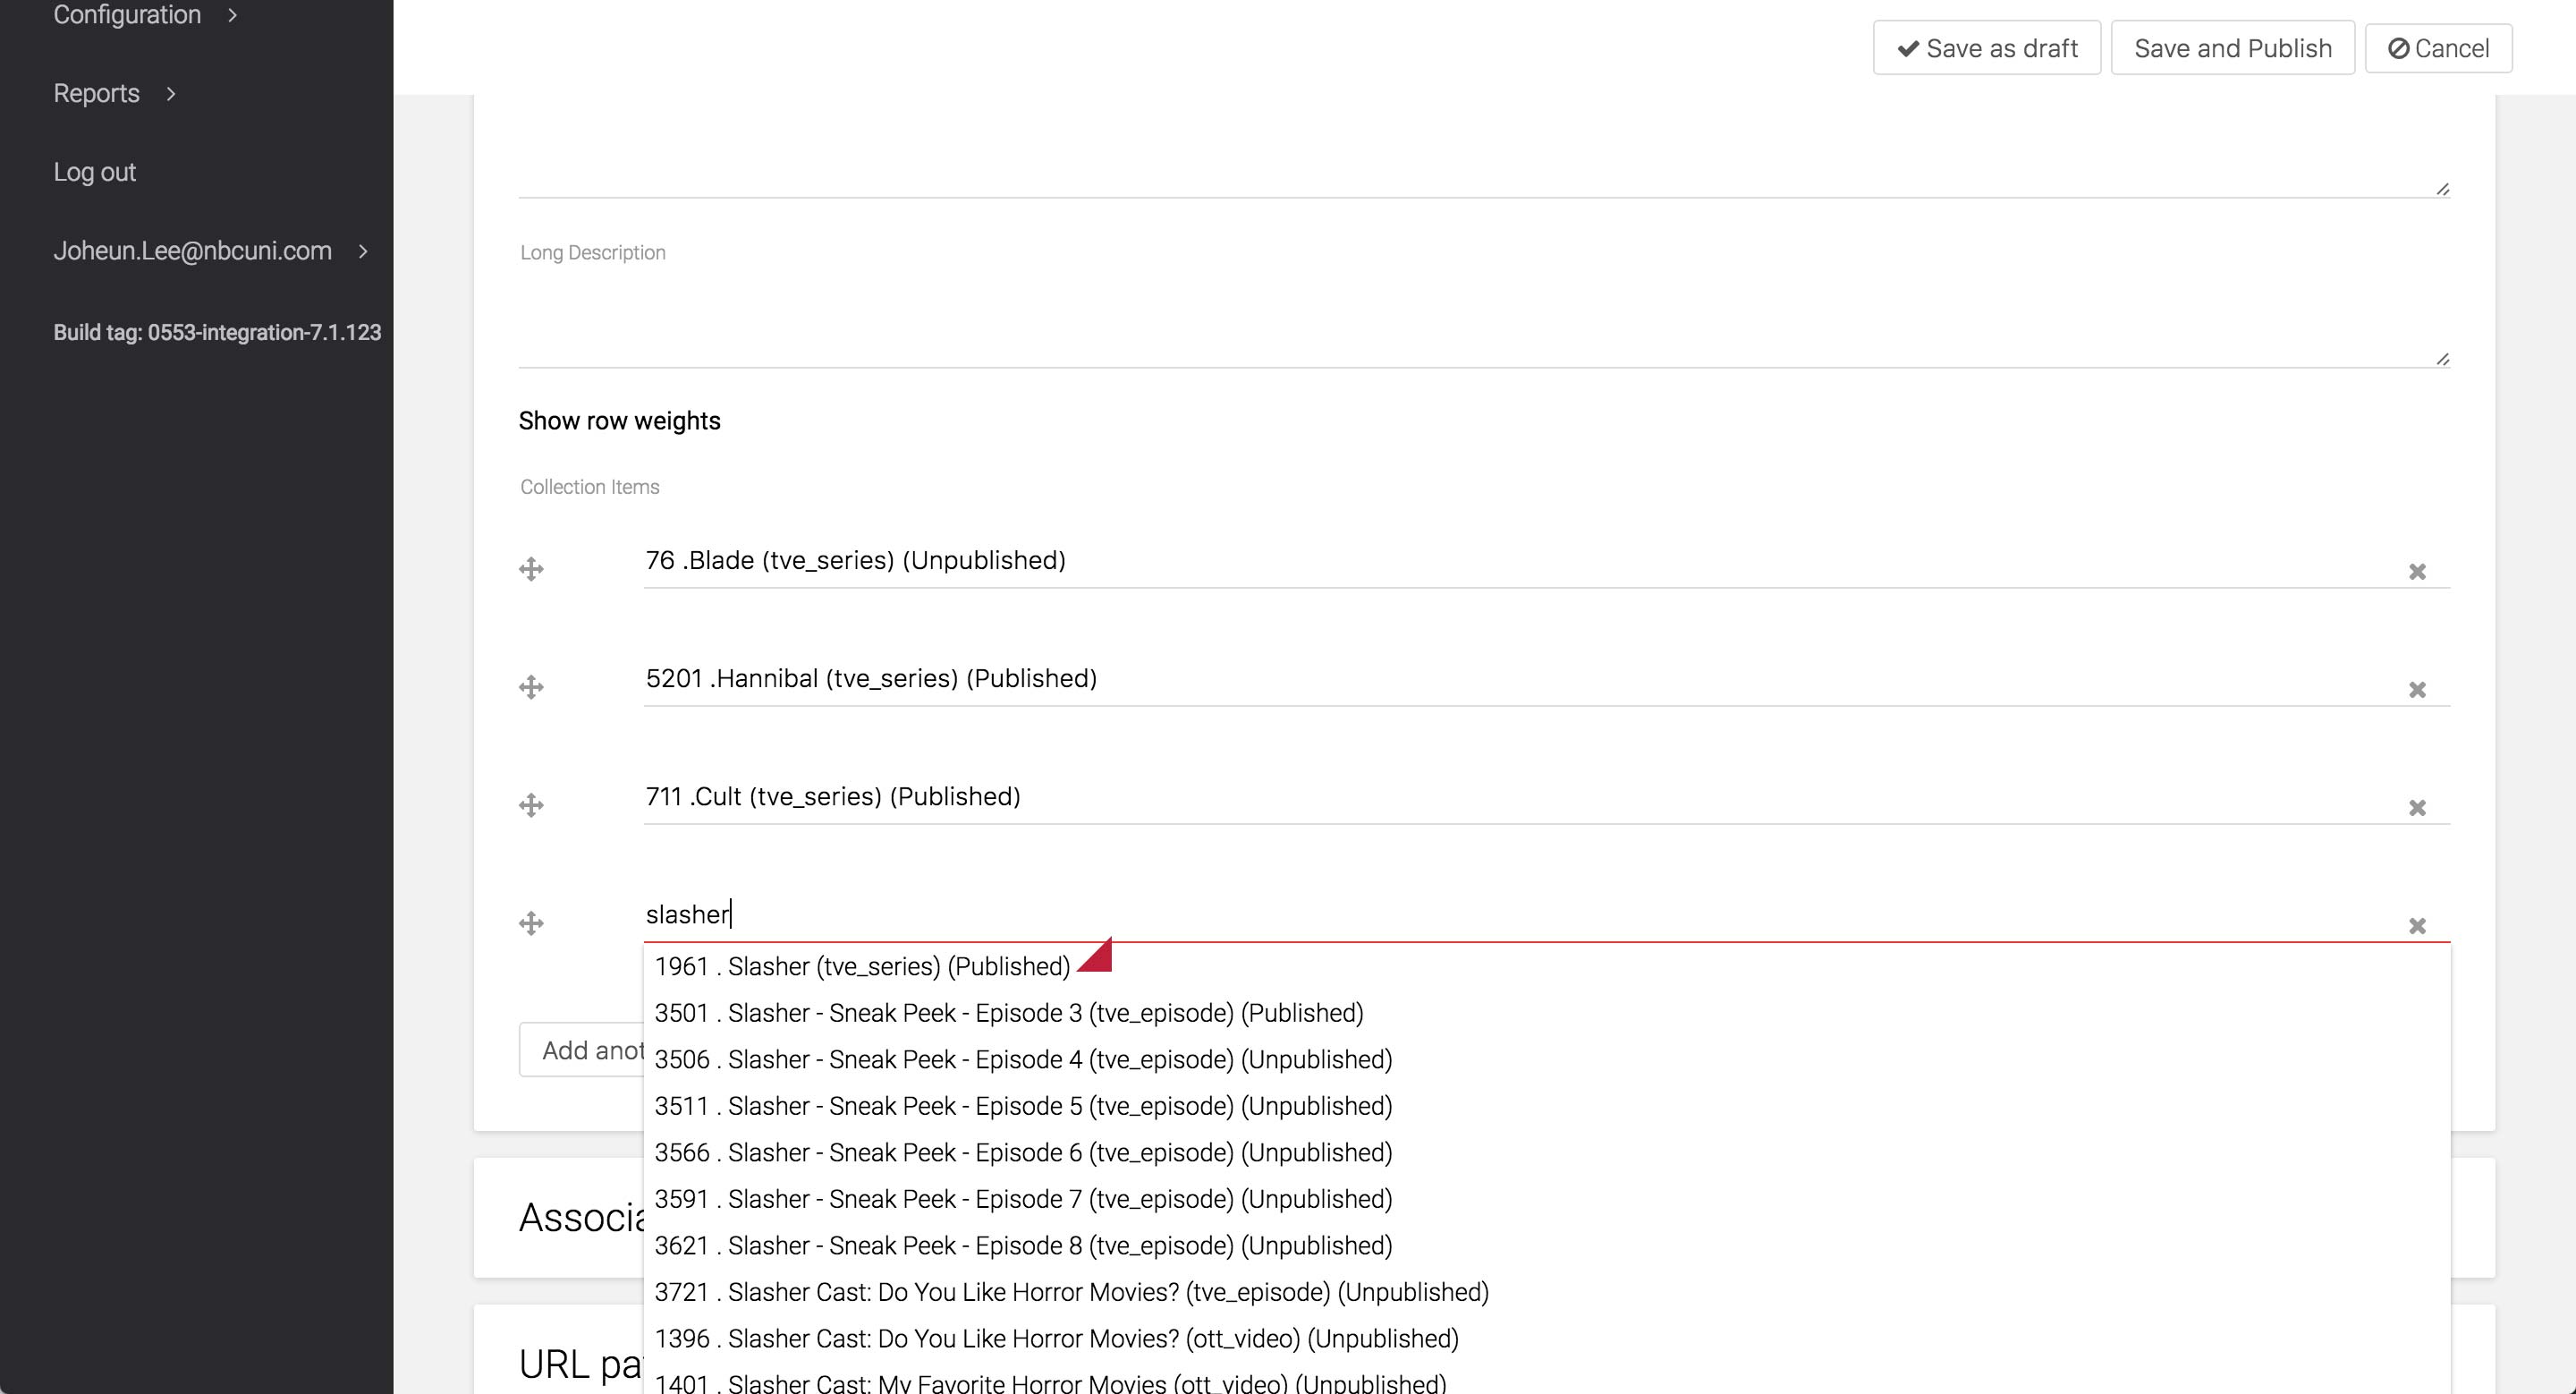 Configuration
Reports
Log out
Joheun.Lee@nbcuni.com
Build tag: 0553-integration-7.1.123
Save as draft
Save and Publish
Cancel
Long Description
Show row weights
Collection Items
76 .Blade (tve_series) (Unpublished)
5201 .Hannibal (tve_series) (Published)
711 .Cult (tve_series) (Published)
slasher
1961 . Slasher (tve_series) (Published)
3501 . Slasher - Sneak Peek - Episode 3 (tve_episode) (Published)
Add anot
3506 . Slasher - Sneak Peek - Episode 4 (tve_episode) (Unpublished)
3511 . Slasher - Sneak Peek - Episode 5 (tve_episode) (Unpublished)
3566 . Slasher - Sneak Peek - Episode 6 (tve_episode) (Unpublished)
3591 . Slasher - Sneak Peek - Episode 7 (tve_episode) (Unpublished)
Associa
3621 . Slasher - Sneak Peek - Episode 8 (tve_episode) (Unpublished)
3721 . Slasher Cast: Do You Like Horror Movies? (tve_episode) (Unpublished)
1396 . Slasher Cast: Do You Like Horror Movies? (ott_video) (Unpublished)
URL pa
1401 . Slasher Cast: My Favorite Horror Movies (ott_video) (Unpublished)